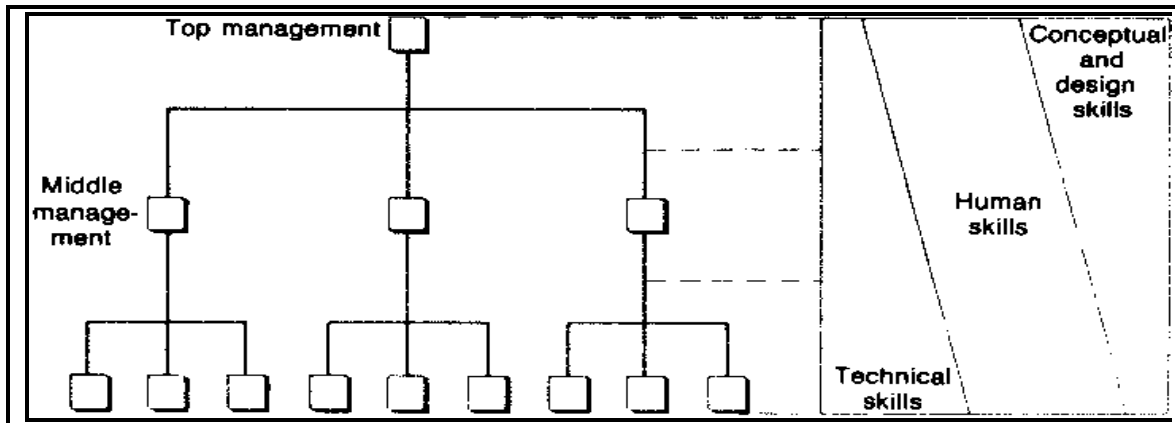 Top management
Conceptual
and
design
skills
Middle
manage-
ment
Human
skills
Technical
skills